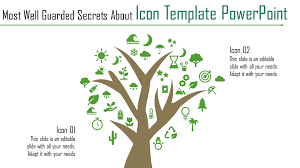 Most Well Guarded Secrets About Icon Template PowerPoint
Icon 02
This slide is an editable
slide with all your needs.
Adapt it with your needs
Icon 01
This slide is an editable
slide with all your needs.
Adapt it with your needs